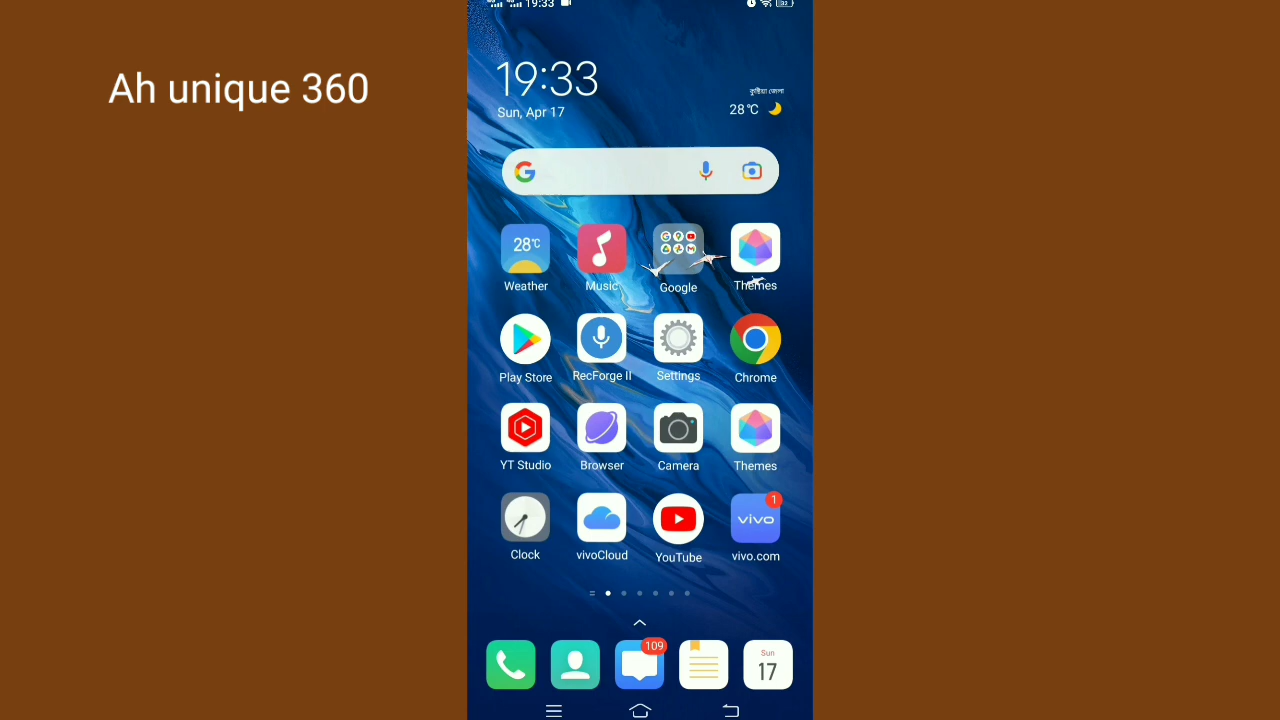 19:33
Ah unique 360
19:33
Sun, Apr 17
কুষ্টিয়া জেলা
28°C
28°C
Weather
Music
Google
Themes
Play Store
RecForge II
Settings
Chrome
YT Studio
Browser
Camera
Themes
Clock
vivoCloud
YouTube
1
vivo
vivo.com
109
Sun
17